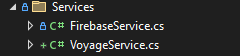 Services
C# FirebaseService.cs
+ C# VoyageService.cs